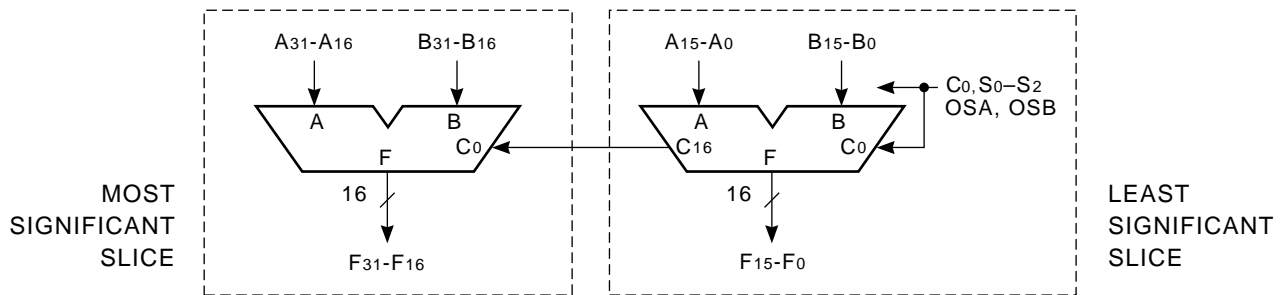 A31-A16 B31-B16 A15-A0 B15-B0
C0, S0–S2
OSA, OSB
A B A B
C0 C16 C0
F F
16 16
MOST
SIGNIFICANT
SLICE
LEAST
SIGNIFICANT
SLICE
F31-F16 F15-F0